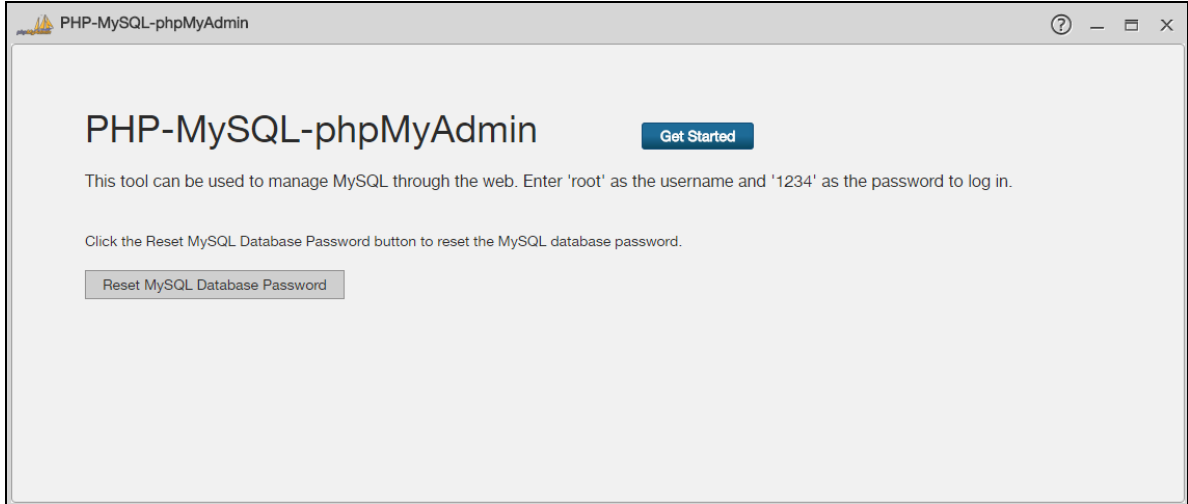 PHP-MySQL-phpMyAdmin
PHP-MySQL-phpMyAdmin
Get Started
This tool can be used to manage MySQL through the web. Enter 'root' as the username and '1234' as the password to log in.
Click the Reset MySQL Database Password button to reset the MySQL database password.
Reset MySQL Database Password